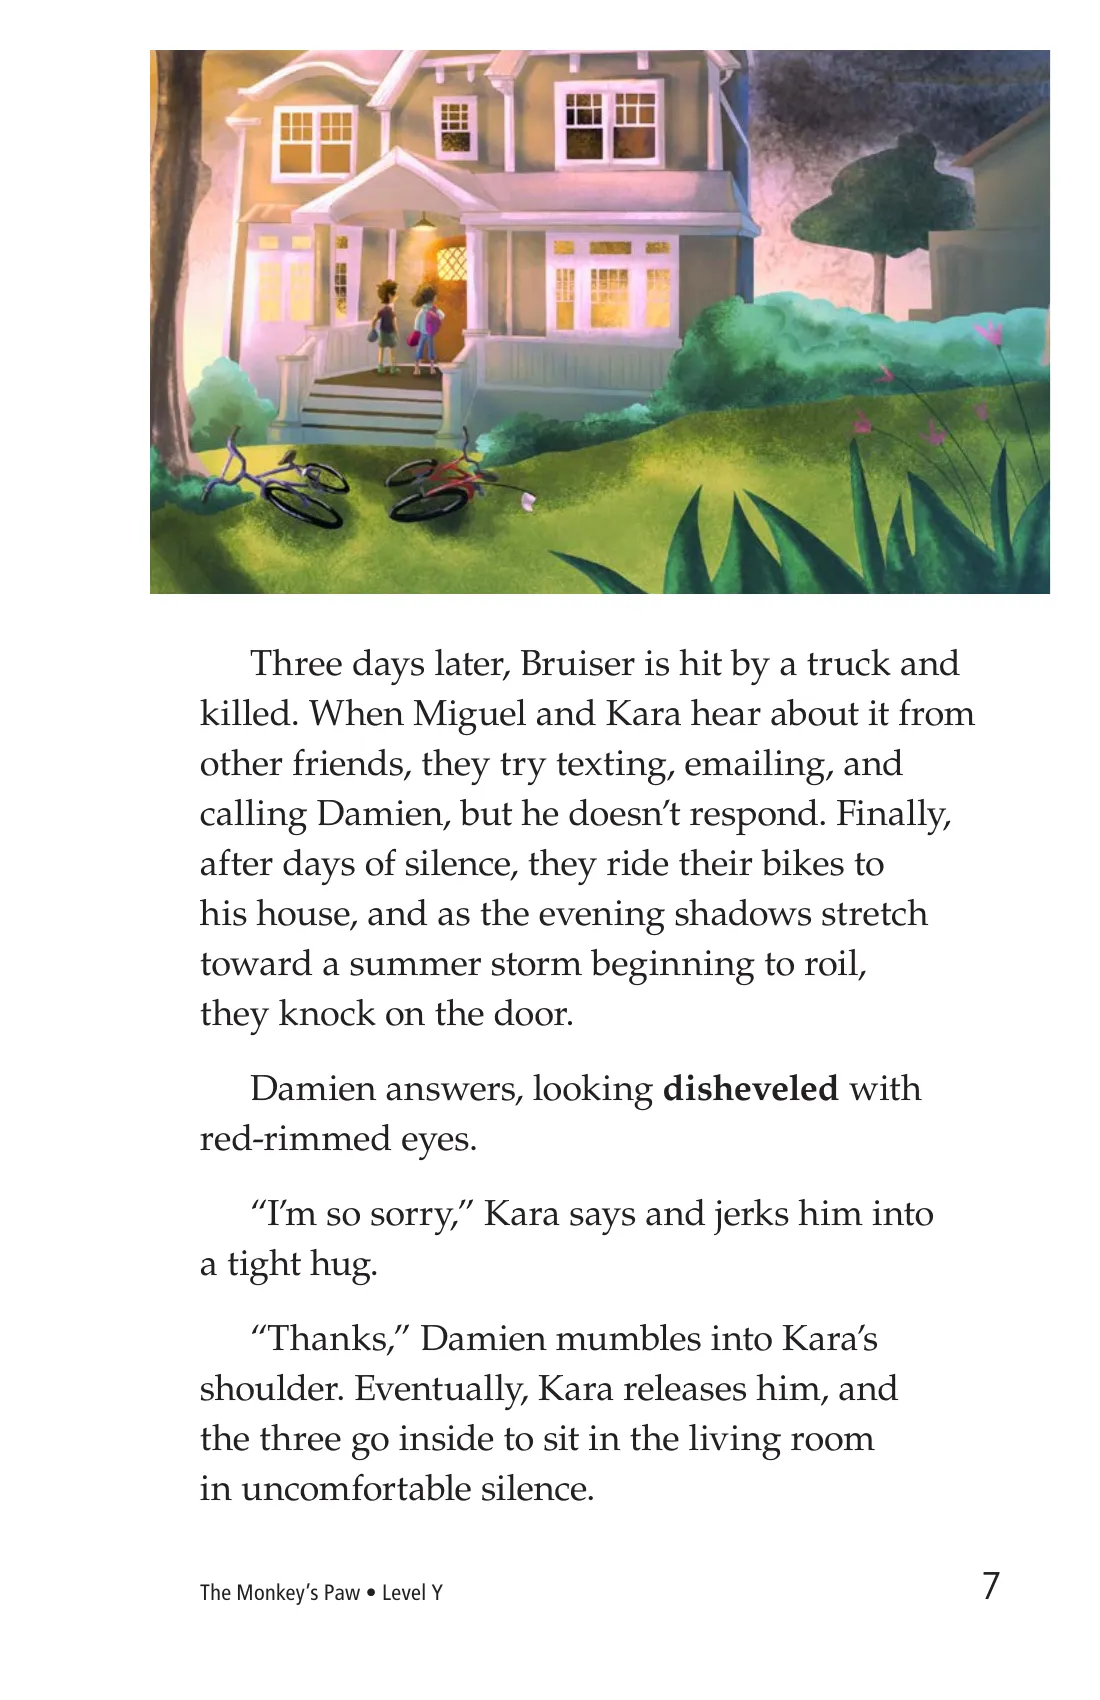 Three days later, Bruiser is hit by a truck and
killed. When Miguel and Kara hear about it from
other friends, they try texting, emailing, and
calling Damien, but he doesn’t respond. Finally,
after days of silence, they ride their bikes to
his house, and as the evening shadows stretch
toward a summer storm beginning to roil,
they knock on the door.
Damien answers, looking disheveled with
red-rimmed eyes.
“I’m so sorry,” Kara says and jerks him into
a tight hug.
“Thanks,” Damien mumbles into Kara’s
shoulder. Eventually, Kara releases him, and
the three go inside to sit in the living room
in uncomfortable silence.
The Monkey’s Paw • Level Y 7